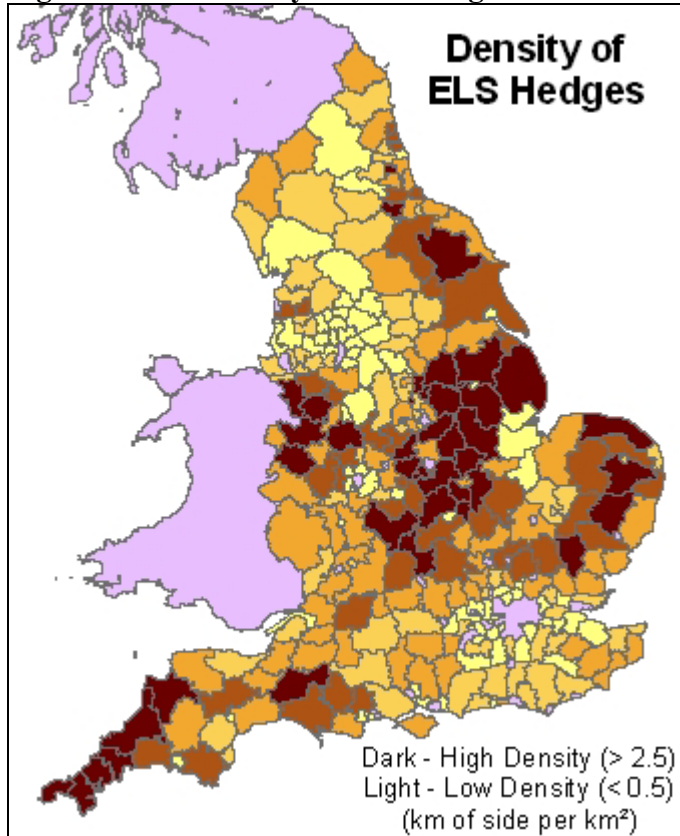 Density of
ELS Hedges
Dark - High Density (> 2.5)
Light - Low Density (< 0.5)
(km of side per km²)